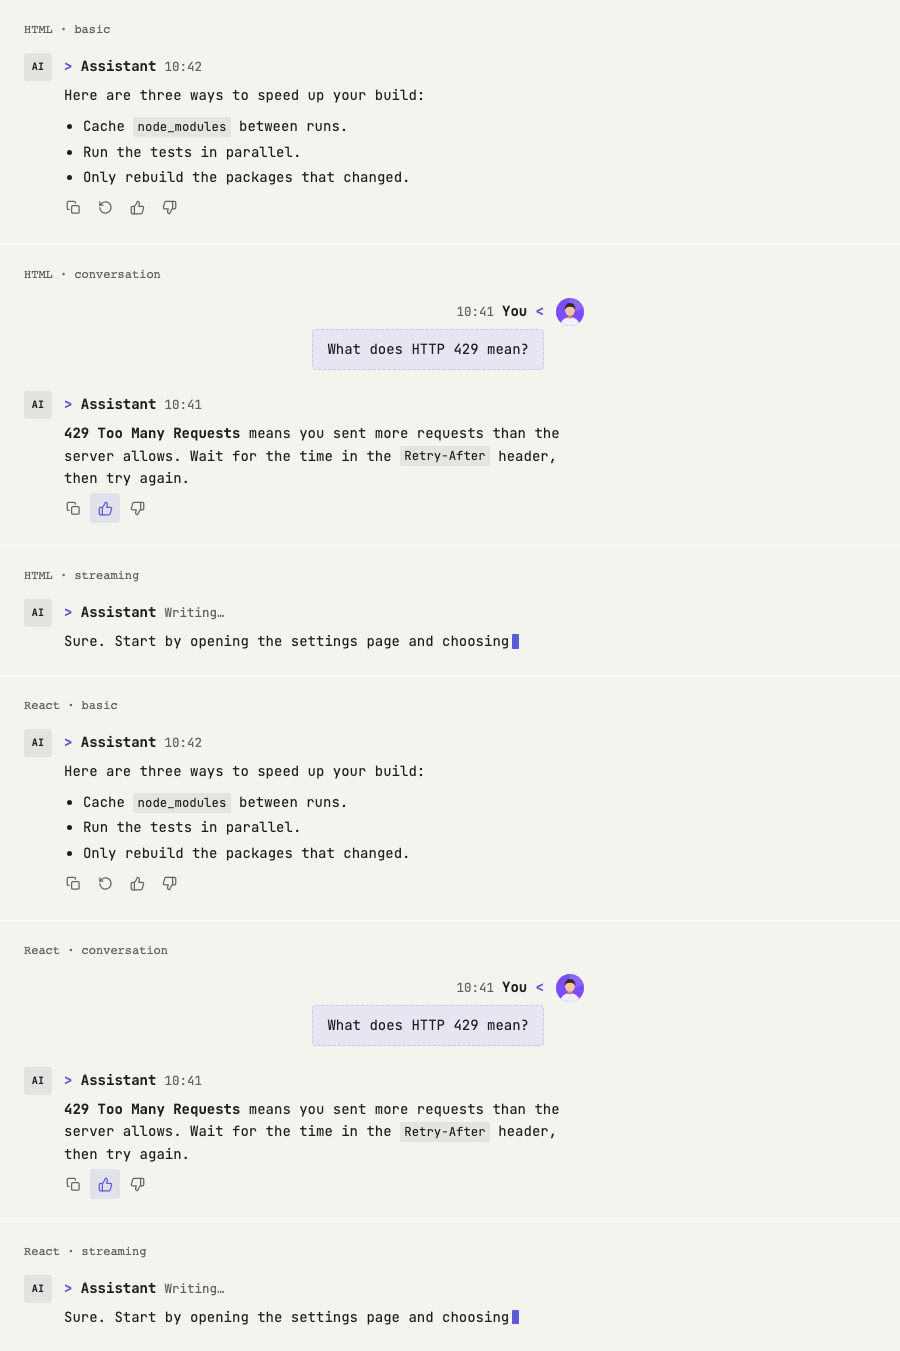 HTML · basic
AI > Assistant 10:42
Here are three ways to speed up your build:
• Cache node_modules between runs.
• Run the tests in parallel.
• Only rebuild the packages that changed.
HTML · conversation
10:41 You <
What does HTTP 429 mean?
AI > Assistant 10:41
429 Too Many Requests means you sent more requests than the
server allows. Wait for the time in the Retry-After header,
then try again.
HTML · streaming
AI > Assistant Writing…
Sure. Start by opening the settings page and choosing
React · basic
AI > Assistant 10:42
Here are three ways to speed up your build:
• Cache node_modules between runs.
• Run the tests in parallel.
• Only rebuild the packages that changed.
React · conversation
10:41 You <
What does HTTP 429 mean?
AI > Assistant 10:41
429 Too Many Requests means you sent more requests than the
server allows. Wait for the time in the Retry-After header,
then try again.
React · streaming
AI > Assistant Writing…
Sure. Start by opening the settings page and choosing